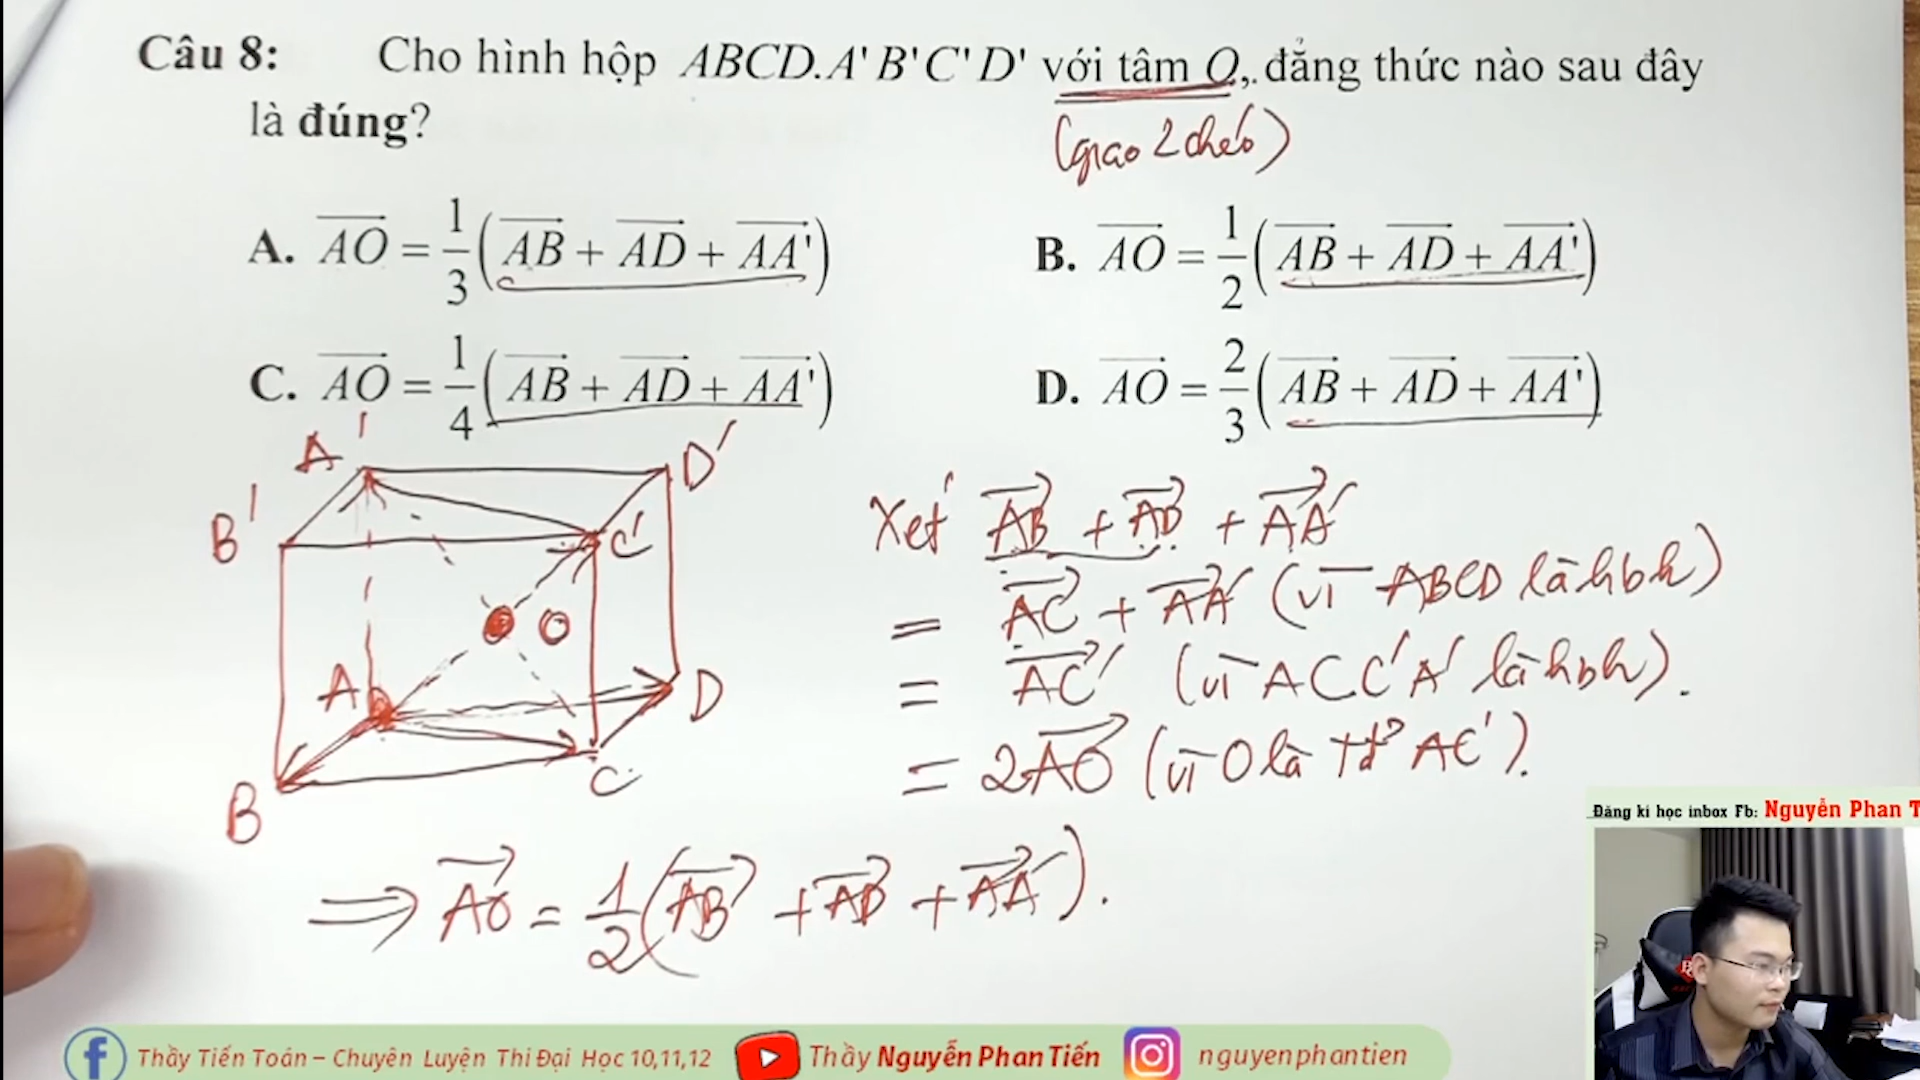 Câu 8: Cho hình hộp ABCD.A'B'C'D' với tâm O, đẳng thức nào sau đây
là đúng?
(giao 2 chéo)
A. AO = 1/3 (AB + AD + AA')
B. AO = 1/2 (AB + AD + AA')
C. AO = 1/4 (AB + AD + AA')
D. AO = 2/3 (AB + AD + AA')
A'
D'
B'
C'
O
A
D
C
B
Xét AB + AD + AA'
= AC + AA' (vì ABCD là hbh)
= AC' (vì ACC'A' là hbh).
= 2AO (vì O là tđ AC').
⇒ AO = 1/2 (AB + AD + AA').
Đăng kí học inbox Fb: Nguyễn Phan T
Thầy Tiến Toán – Chuyên Luyện Thi Đại Học 10,11,12
Thầy Nguyễn Phan Tiến
nguyenphantien